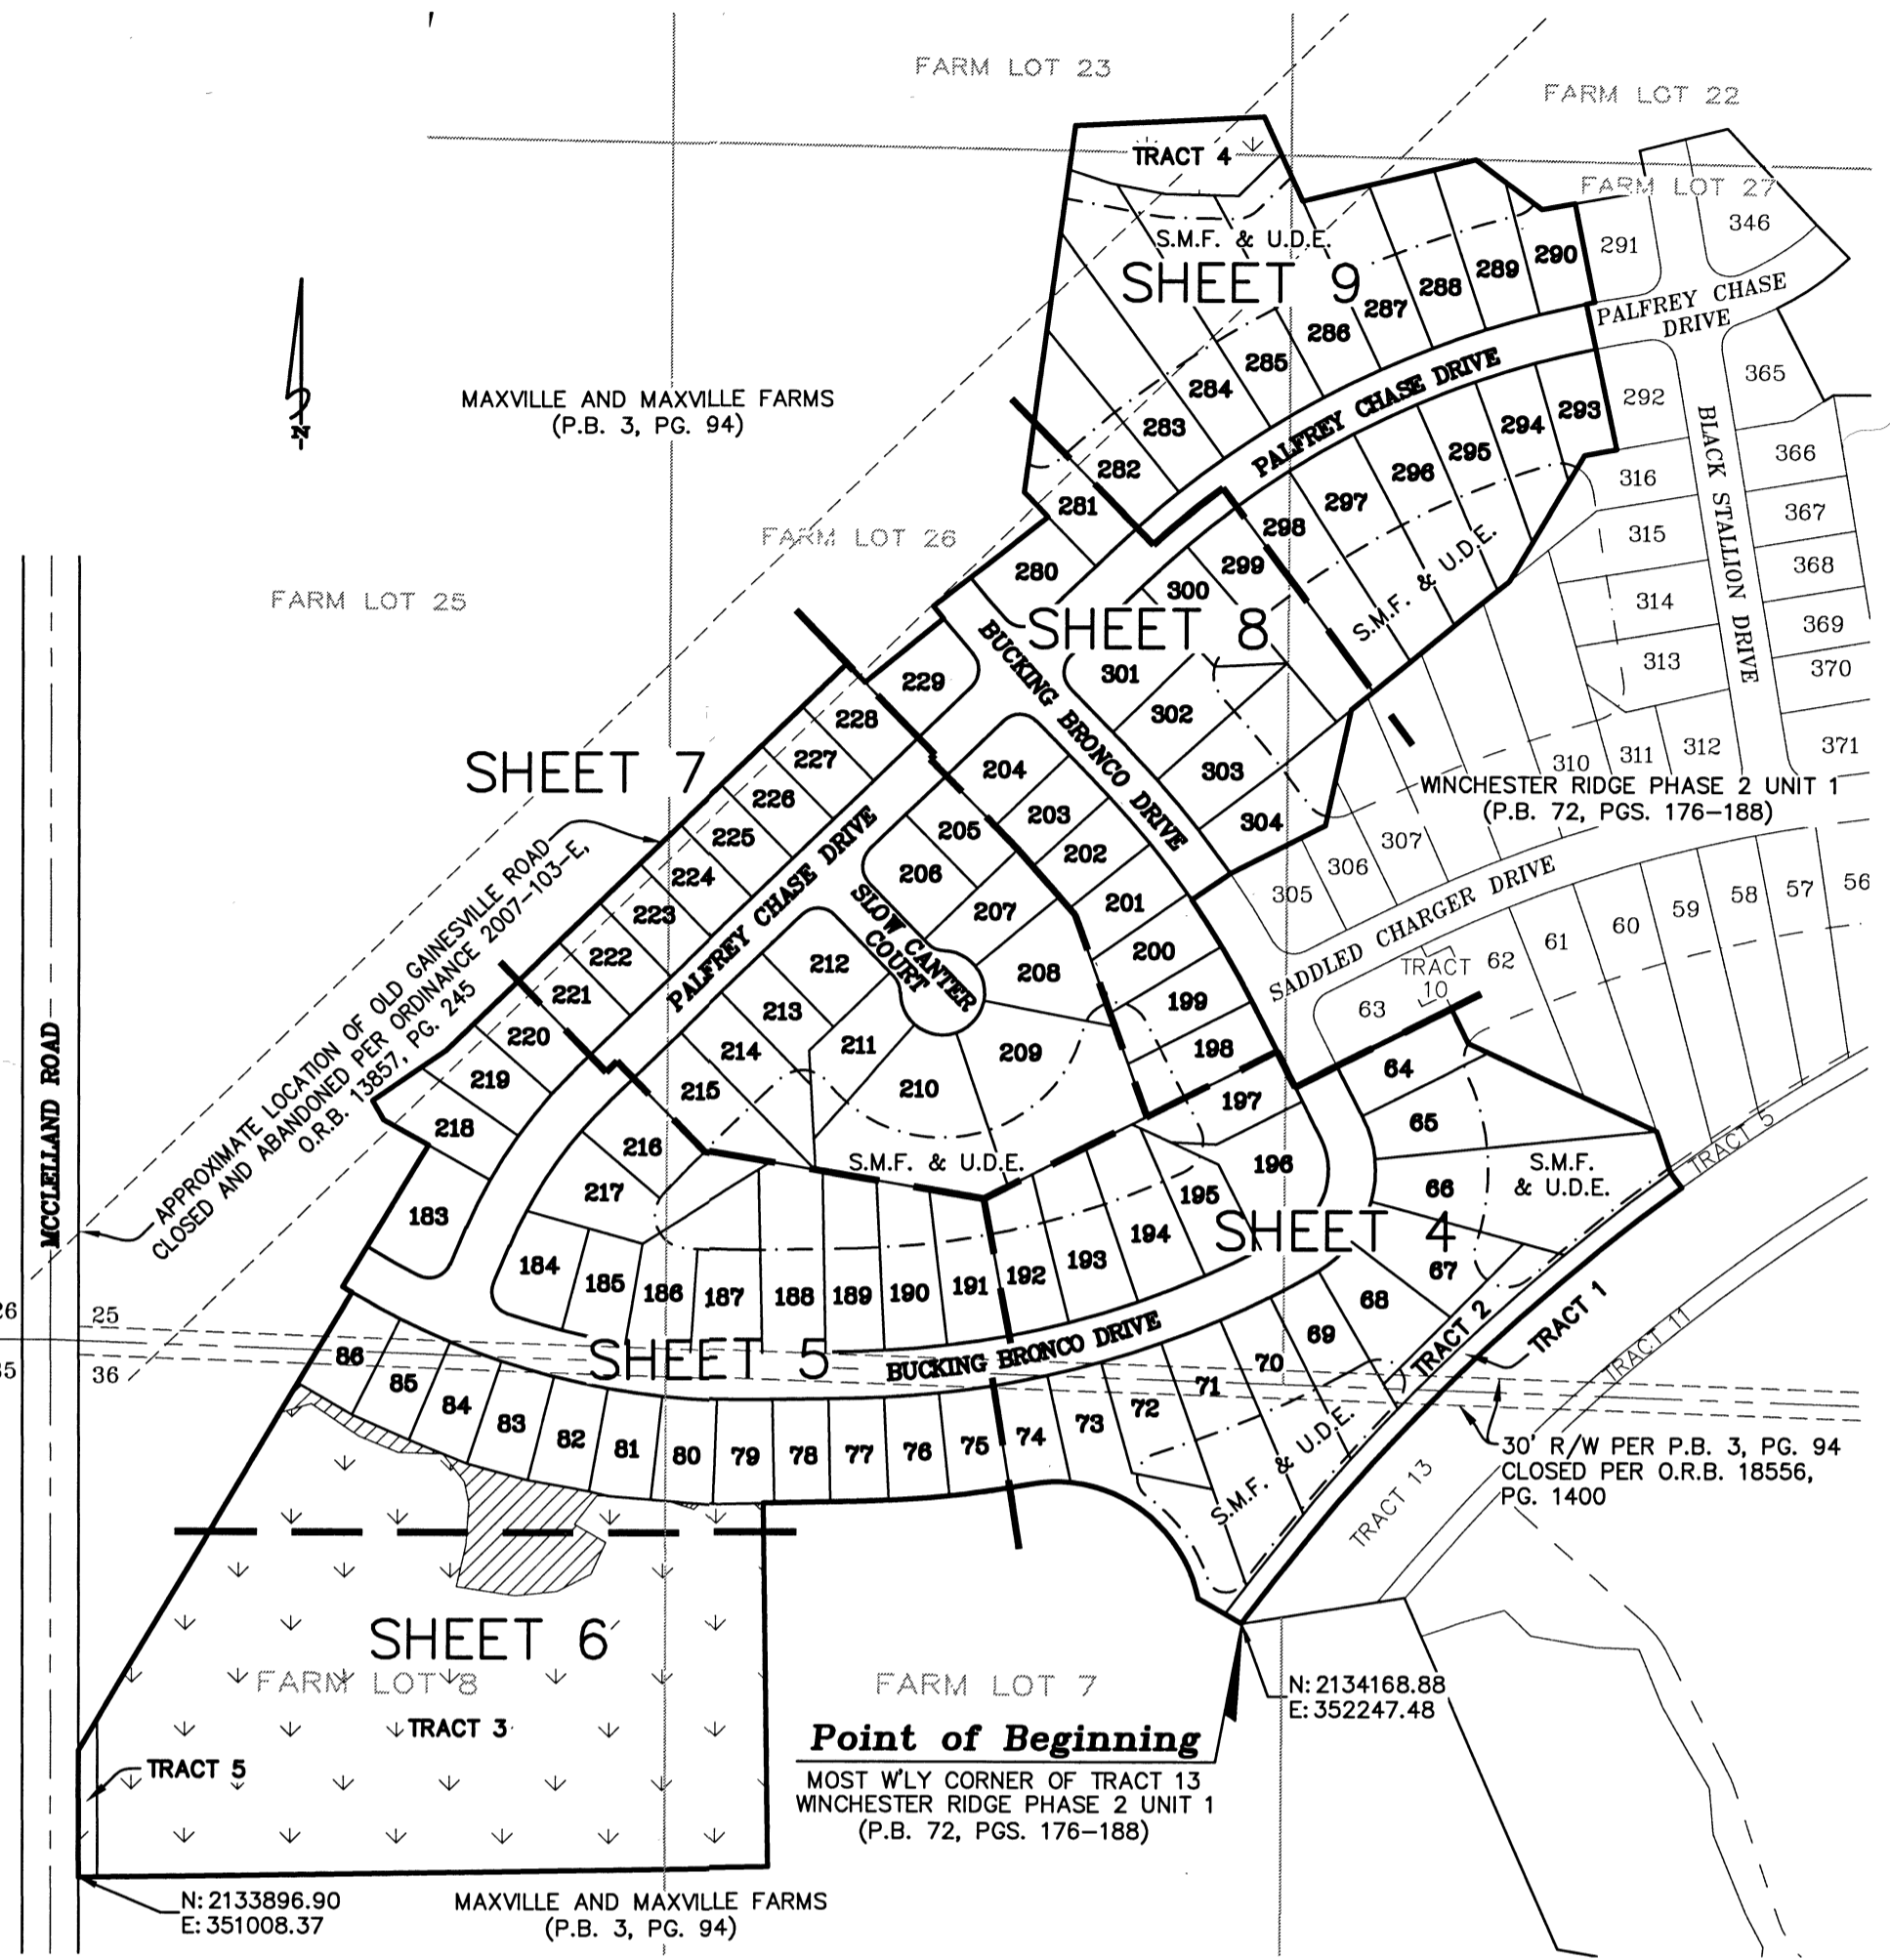 FARM LOT 23
FARM LOT 22
TRACT 4
FARM LOT 27
346
291
S.M.F. & U.D.E.
SHEET 9
290
289
288
287
286
285
284
283
282
281
PALFREY CHASE
DRIVE
PALFREY CHASE DRIVE
293
294
295
296
297
298
292
365
BLACK STALLION DRIVE
316
315
314
313
312
311
310
366
367
368
369
370
371
N
MAXVILLE AND MAXVILLE FARMS
(P.B. 3, PG. 94)
FARM LOT 26
FARM LOT 25
280
299
300
SHEET 8
S.M.F. & U.D.E.
301
302
303
304
BUCKING BRONCO DRIVE
229
228
227
226
225
224
223
222
221
220
219
218
SHEET 7
204
203
202
201
200
199
198
197
205
206
207
208
209
210
211
212
213
214
215
216
217
SLOW CANTER
COURT
PALFREY CHASE DRIVE
S.M.F. & U.D.E.
WINCHESTER RIDGE PHASE 2 UNIT 1
(P.B. 72, PGS. 176-188)
307
306
305
SADDLED CHARGER DRIVE
56
57
58
59
60
61
62
63
TRACT
10
64
65
66
67
68
69
70
71
72
73
74
75
76
77
78
79
80
81
82
83
84
85
86
S.M.F.
& U.D.E.
TRACT 5
APPROXIMATE LOCATION OF OLD GAINESVILLE ROAD
CLOSED AND ABANDONED PER ORDINANCE 2007-103-E,
O.R.B. 13857, PG. 245
MCCLELLAND ROAD
183
184
185
186
187
188
189
190
191
192
193
194
195
196
SHEET 4
SHEET 5
BUCKING BRONCO DRIVE
TRACT 2
TRACT 1
TRACT 11
TRACT 13
S.M.F. & U.D.E.
30' R/W PER P.B. 3, PG. 94
CLOSED PER O.R.B. 18556,
PG. 1400
26
25
35
36
SHEET 6
FARM LOT 8
TRACT 3
TRACT 5
FARM LOT 7
N: 2134168.88
E: 352247.48
Point of Beginning
MOST W'LY CORNER OF TRACT 13
WINCHESTER RIDGE PHASE 2 UNIT 1
(P.B. 72, PGS. 176-188)
N: 2133896.90
E: 351008.37
MAXVILLE AND MAXVILLE FARMS
(P.B. 3, PG. 94)